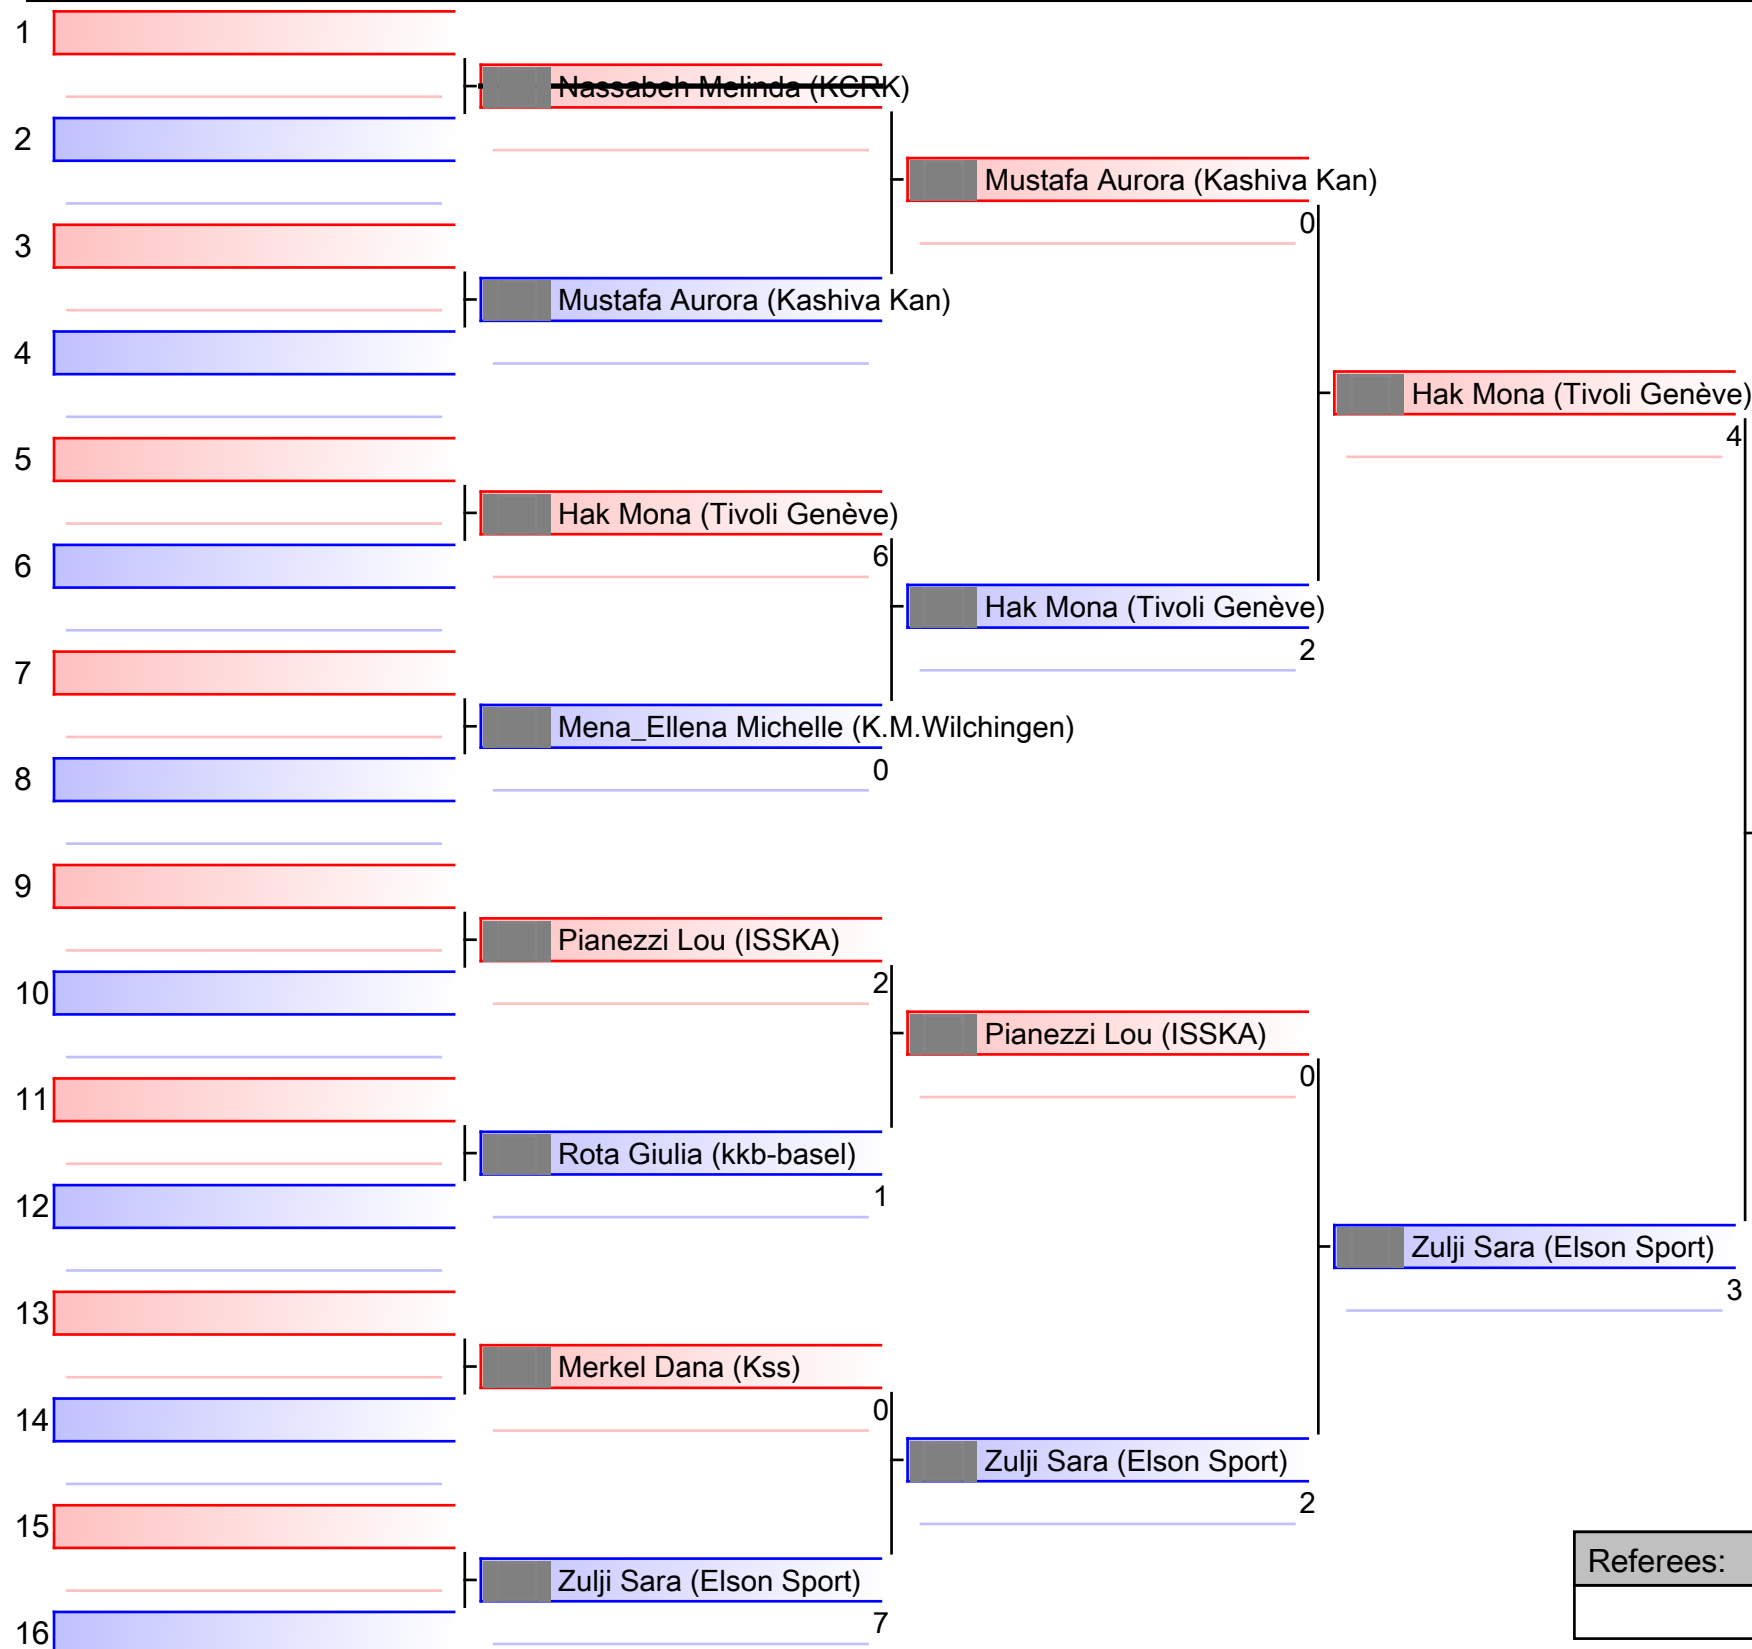 1
Nassabeh Melinda (KCRK)
2
Mustafa Aurora (Kashiva Kan)
0
3
Mustafa Aurora (Kashiva Kan)
4
Hak Mona (Tivoli Genève)
4
5
Hak Mona (Tivoli Genève)
6
6
Hak Mona (Tivoli Genève)
2
7
Mena_Ellena Michelle (K.M.Wilchingen)
0
8
9
Pianezzi Lou (ISSKA)
2
10
Pianezzi Lou (ISSKA)
0
11
Rota Giulia (kkb-basel)
1
12
Zulji Sara (Elson Sport)
3
13
Merkel Dana (Kss)
0
14
Zulji Sara (Elson Sport)
2
15
Zulji Sara (Elson Sport)
7
16
Referees: